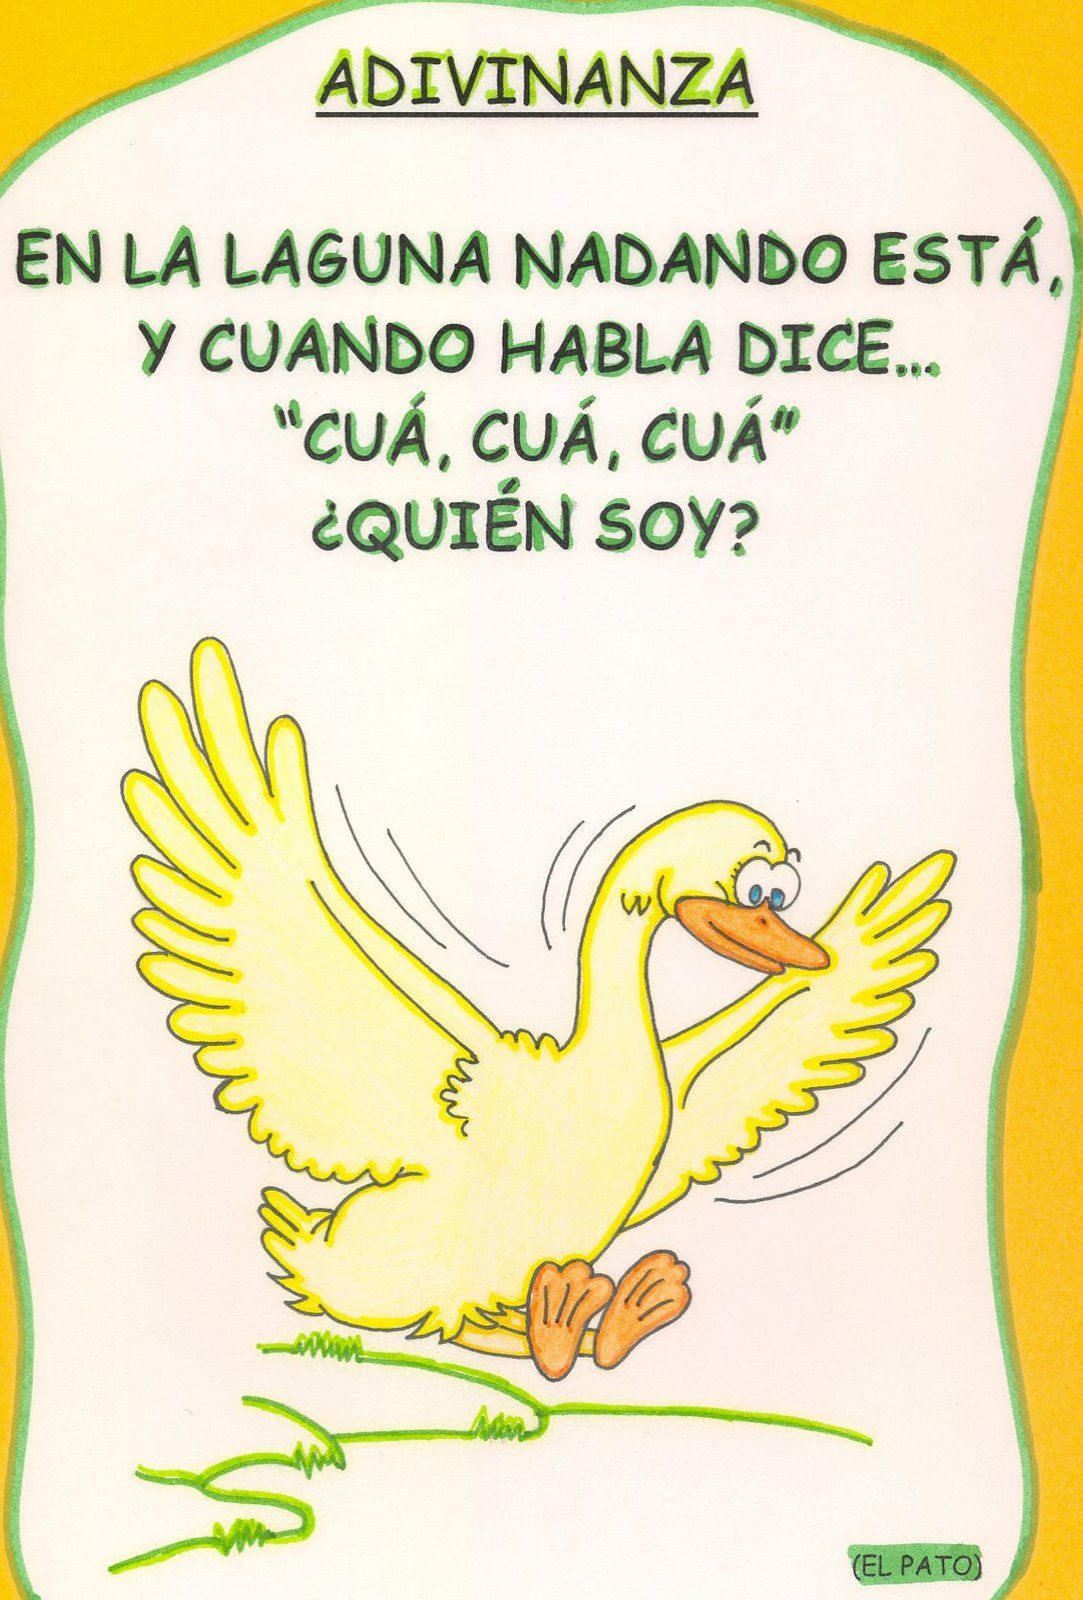 ADIVINANZA
EN LA LAGUNA NADANDO ESTÁ,
Y CUANDO HABLA DICE...
"CUÁ, CUÁ, CUÁ"
¿QUIÉN SOY?
(EL PATO)